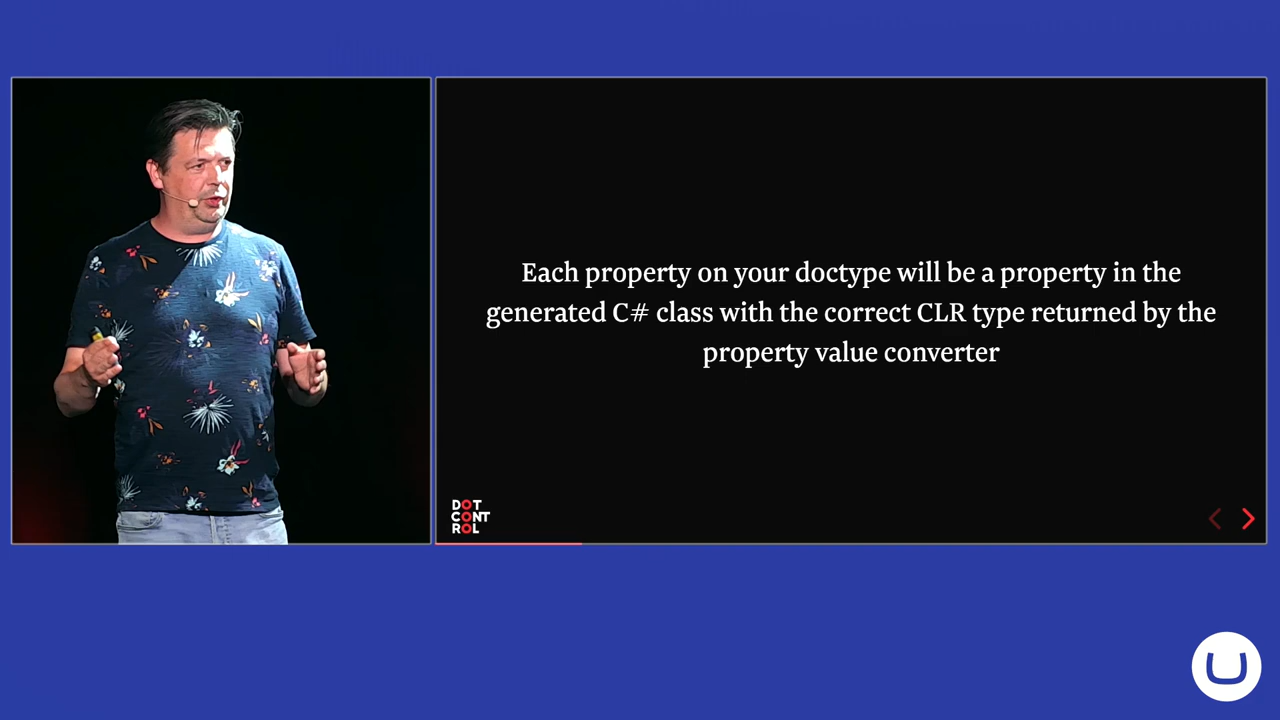 Each property on your doctype will be a property in the
generated C# class with the correct CLR type returned by the
property value converter
DOT
CONT
ROL